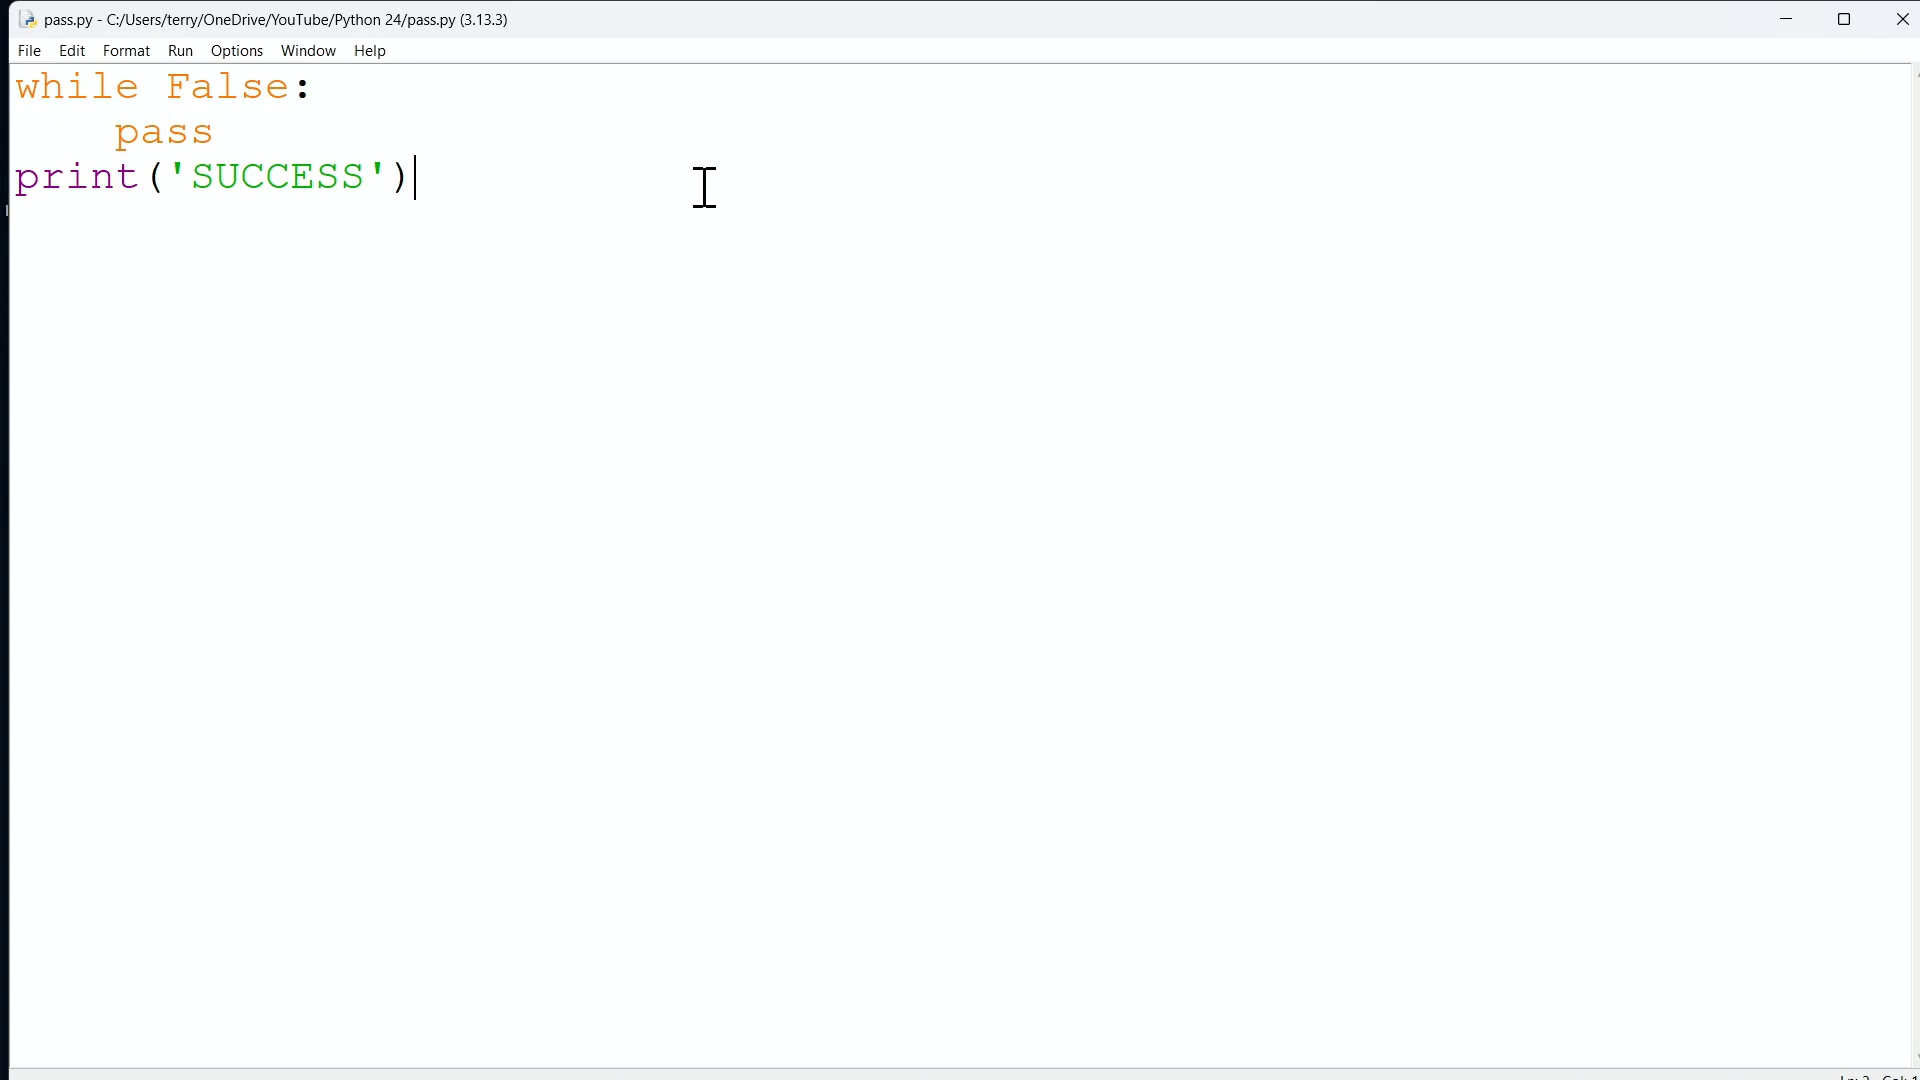 pass.py - C:/Users/terry/OneDrive/YouTube/Python 24/pass.py (3.13.3)
File Edit Format Run Options Window Help
while False:
    pass
print('SUCCESS')